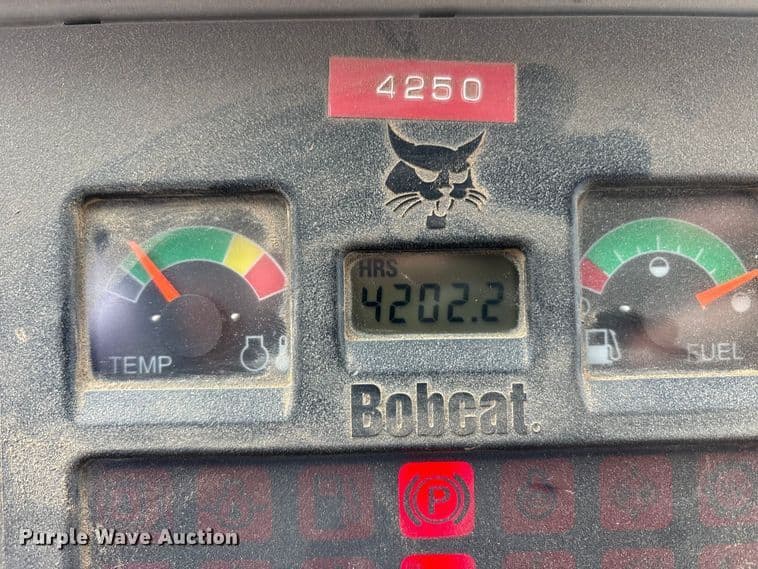 4250
HRS
4202.2
TEMP
FUEL
Bobcat.
P
Purple Wave Auction